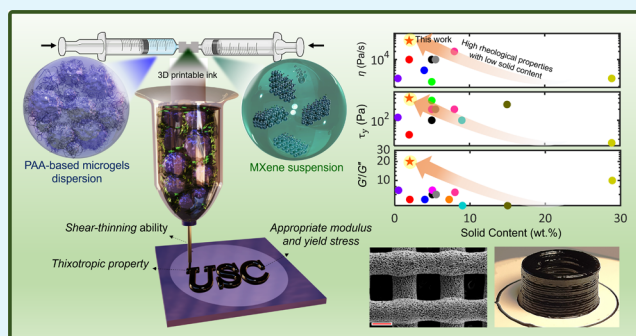 3D printable ink
PAA-based microgels
dispersion
MXene suspension
Shear-thinning ability
Thixotropic property
Appropriate modulus
and yield stress
USC
This work
High rheological properties
with low solid content
η (Pa/s)
10⁴
τy (Pa)
10²
G'/G"
30
20
10
0
10
20
30
Solid Content (wt.%)